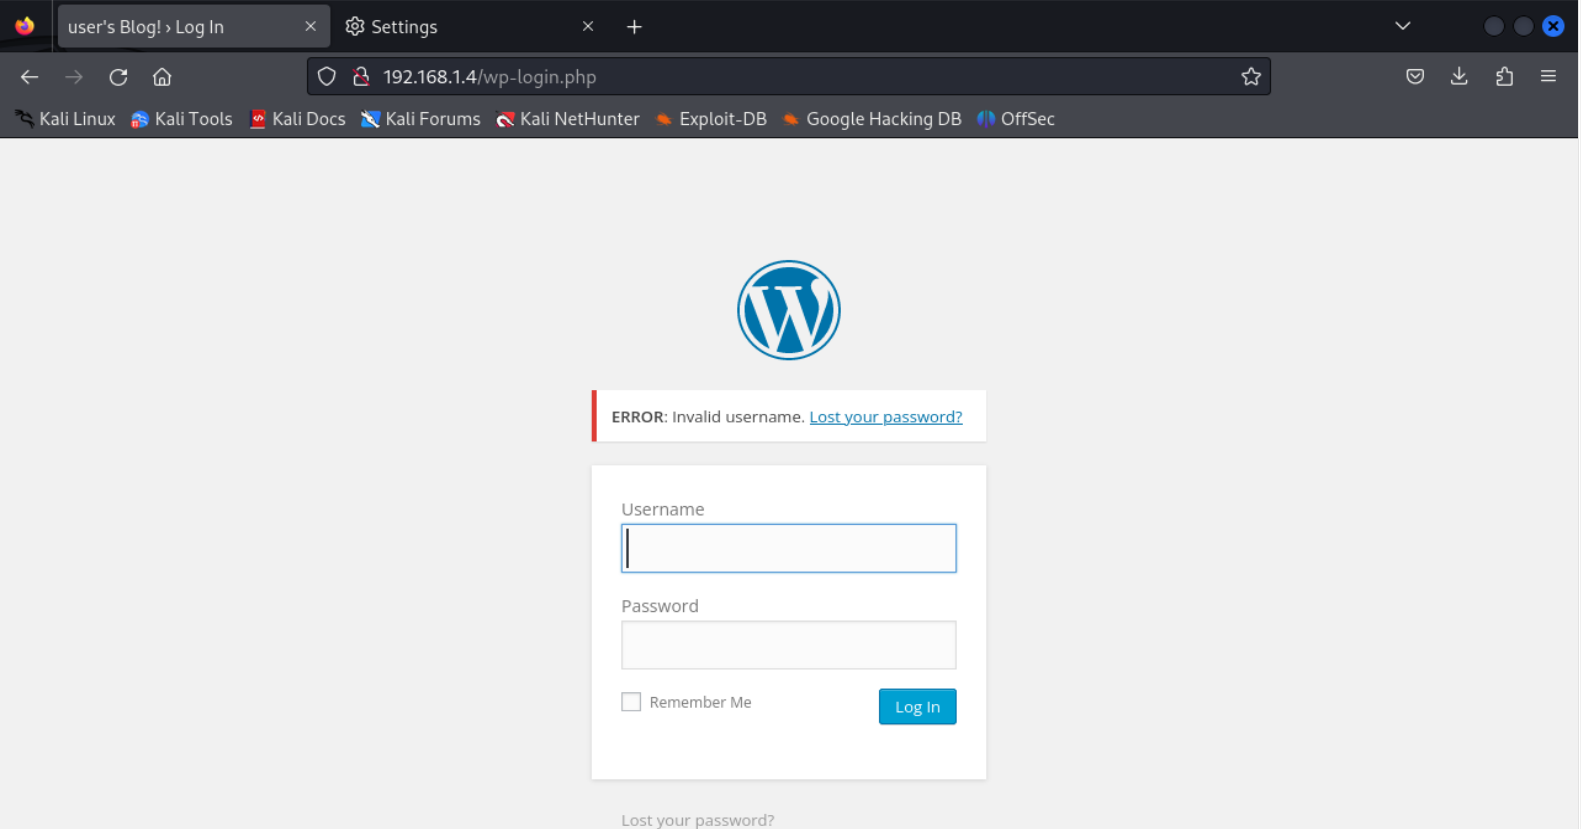 user's Blog! › Log In
Settings
192.168.1.4/wp-login.php
Kali Linux Kali Tools Kali Docs Kali Forums Kali NetHunter Exploit-DB Google Hacking DB OffSec
ERROR: Invalid username. Lost your password?
Username
Password
Remember Me Log In
Lost your password?